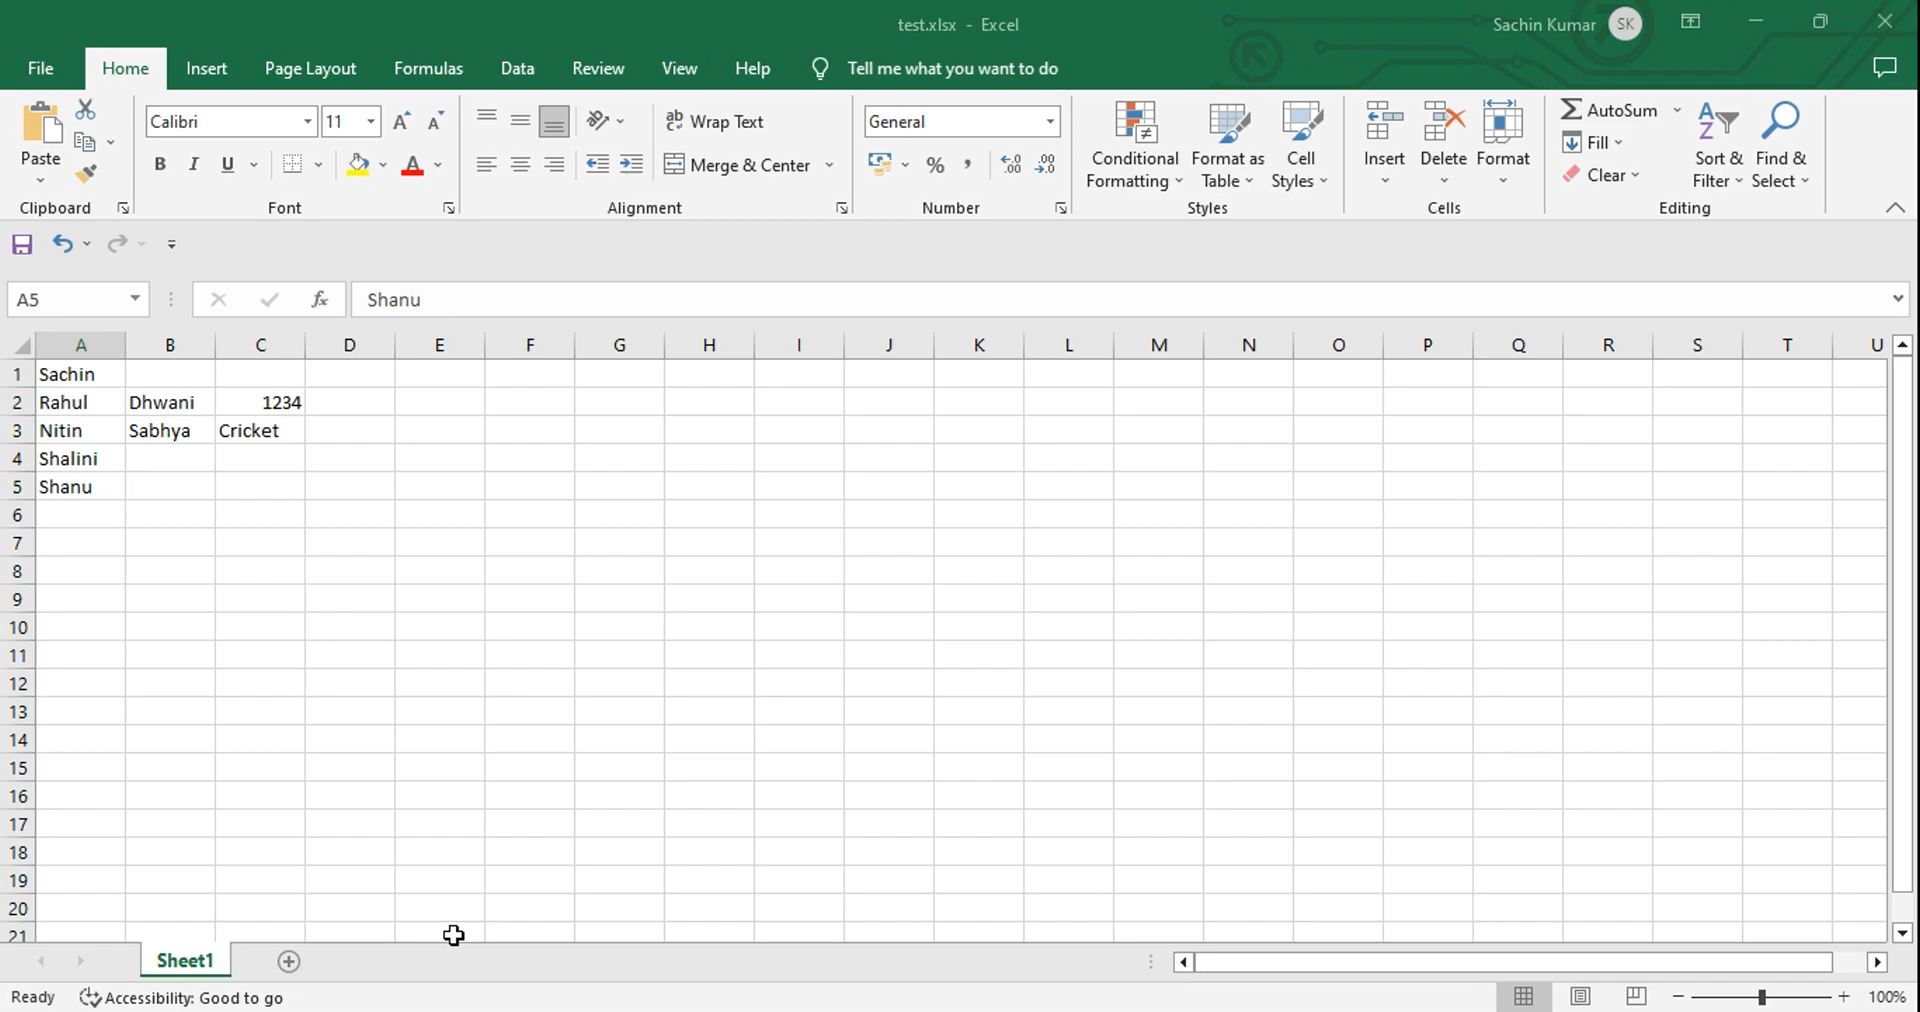 test.xlsx - Excel
Sachin Kumar SK
File Home Insert Page Layout Formulas Data Review View Help Tell me what you want to do
Paste
Clipboard
Calibri 11
B I U
Font
ab Wrap Text
Merge & Center
Alignment
General
% ,
Number
Conditional Formatting
Format as Table
Cell Styles
Styles
Insert Delete Format
Cells
AutoSum
Fill
Clear
Sort & Filter
Find & Select
Editing
A5 fx Shanu
A B C D E F G H I J K L M N O P Q R S T U
1 Sachin
2 Rahul Dhwani 1234
3 Nitin Sabhya Cricket
4 Shalini
5 Shanu
6
7
8
9
10
11
12
13
14
15
16
17
18
19
20
21
Sheet1
Ready Accessibility: Good to go 100%